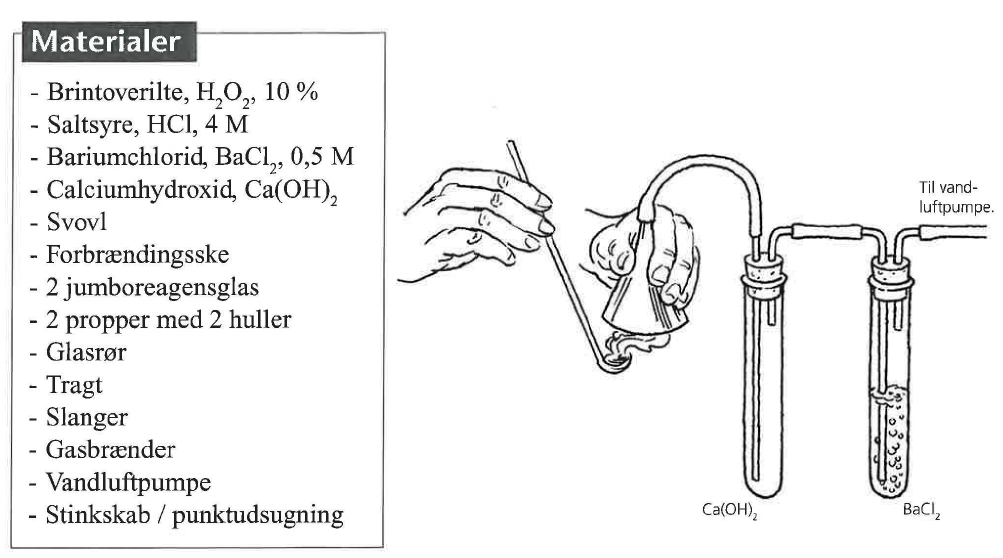 Materialer
- Brintoverilte, H₂O₂, 10 %
- Saltsyre, HCl, 4 M
- Bariumchlorid, BaCl₂, 0,5 M
- Calciumhydroxid, Ca(OH)₂
- Svovl
- Forbrændingsske
- 2 jumboreagensglas
- 2 propper med 2 huller
- Glasrør
- Tragt
- Slanger
- Gasbrænder
- Vandluftpumpe
- Stinkskab / punktudsugning
Til vand-
luftpumpe.
Ca(OH)₂
BaCl₂